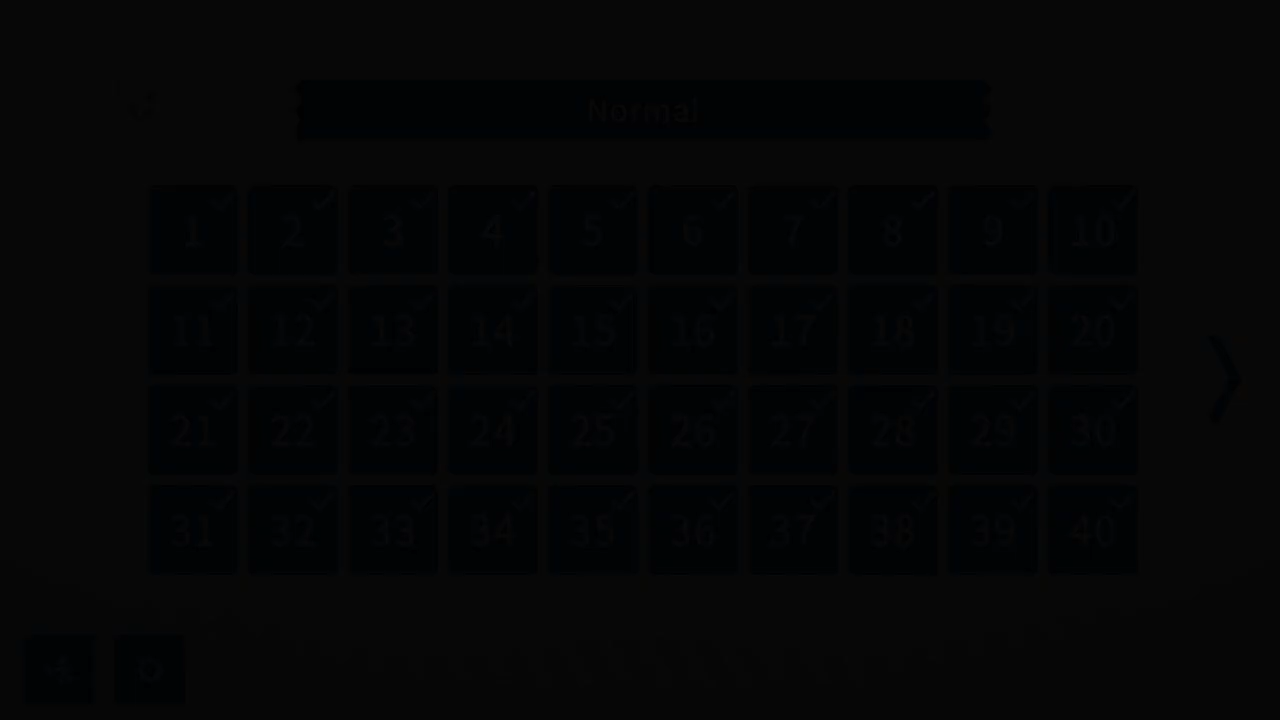 Normal
1 2 3 4 5 6 7 8 9 10
11 12 13 14 15 16 17 18 19 20
21 22 23 24 25 26 27 28 29 30
31 32 33 34 35 36 37 38 39 40